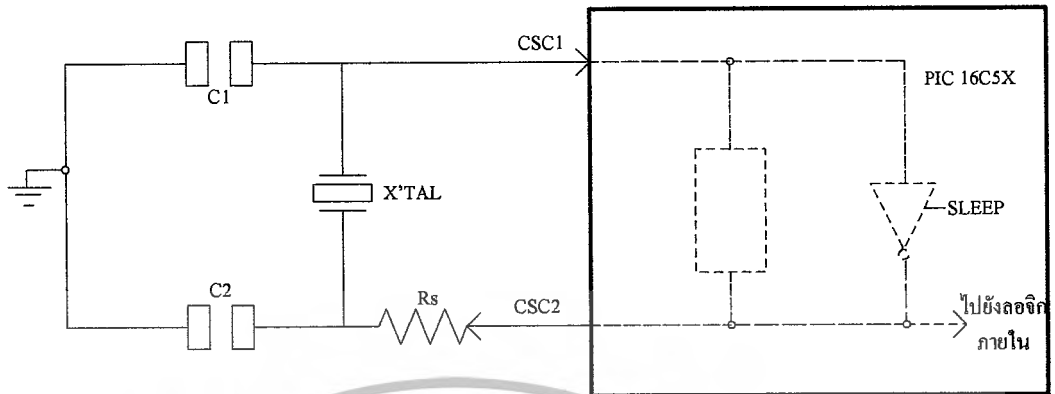 CSC1
C1
PIC 16C5X
X'TAL
SLEEP
C2
Rs
CSC2
ไปยังลอจิก
ภายใน